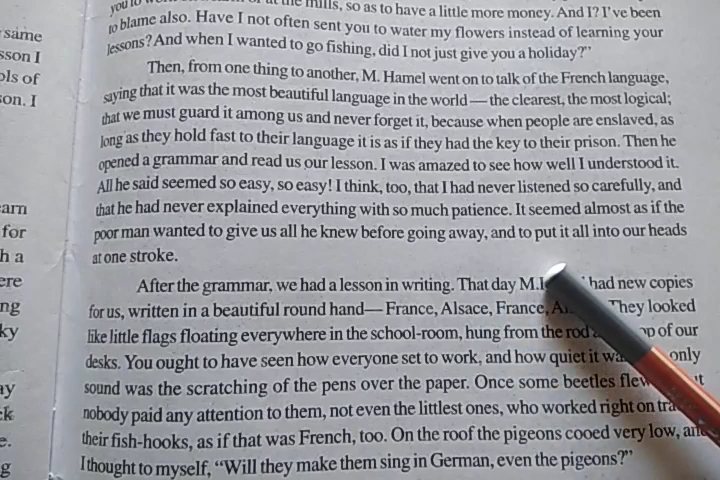 same
sson I
ols of
son. I
earn
for
h a
ere
ng
ky
ay
ck
e.
g
mills, so as to have a little more money. And I? I've been
to blame also. Have I not often sent you to water my flowers instead of learning your
lessons? And when I wanted to go fishing, did I not just give you a holiday?"
Then, from one thing to another, M. Hamel went on to talk of the French language,
saying that it was the most beautiful language in the world — the clearest, the most logical;
that we must guard it among us and never forget it, because when people are enslaved, as
long as they hold fast to their language it is as if they had the key to their prison. Then he
opened a grammar and read us our lesson. I was amazed to see how well I understood it.
All he said seemed so easy, so easy! I think, too, that I had never listened so carefully, and
that he had never explained everything with so much patience. It seemed almost as if the
poor man wanted to give us all he knew before going away, and to put it all into our heads
at one stroke.
After the grammar, we had a lesson in writing. That day M. had new copies
for us, written in a beautiful round hand— France, Alsace, France, They looked
like little flags floating everywhere in the school-room, hung from the rod op of our
desks. You ought to have seen how everyone set to work, and how quiet it only
sound was the scratching of the pens over the paper. Once some beetles flew
nobody paid any attention to them, not even the littlest ones, who worked right on
their fish-hooks, as if that was French, too. On the roof the pigeons cooed very low, and
I thought to myself, "Will they make them sing in German, even the pigeons?"